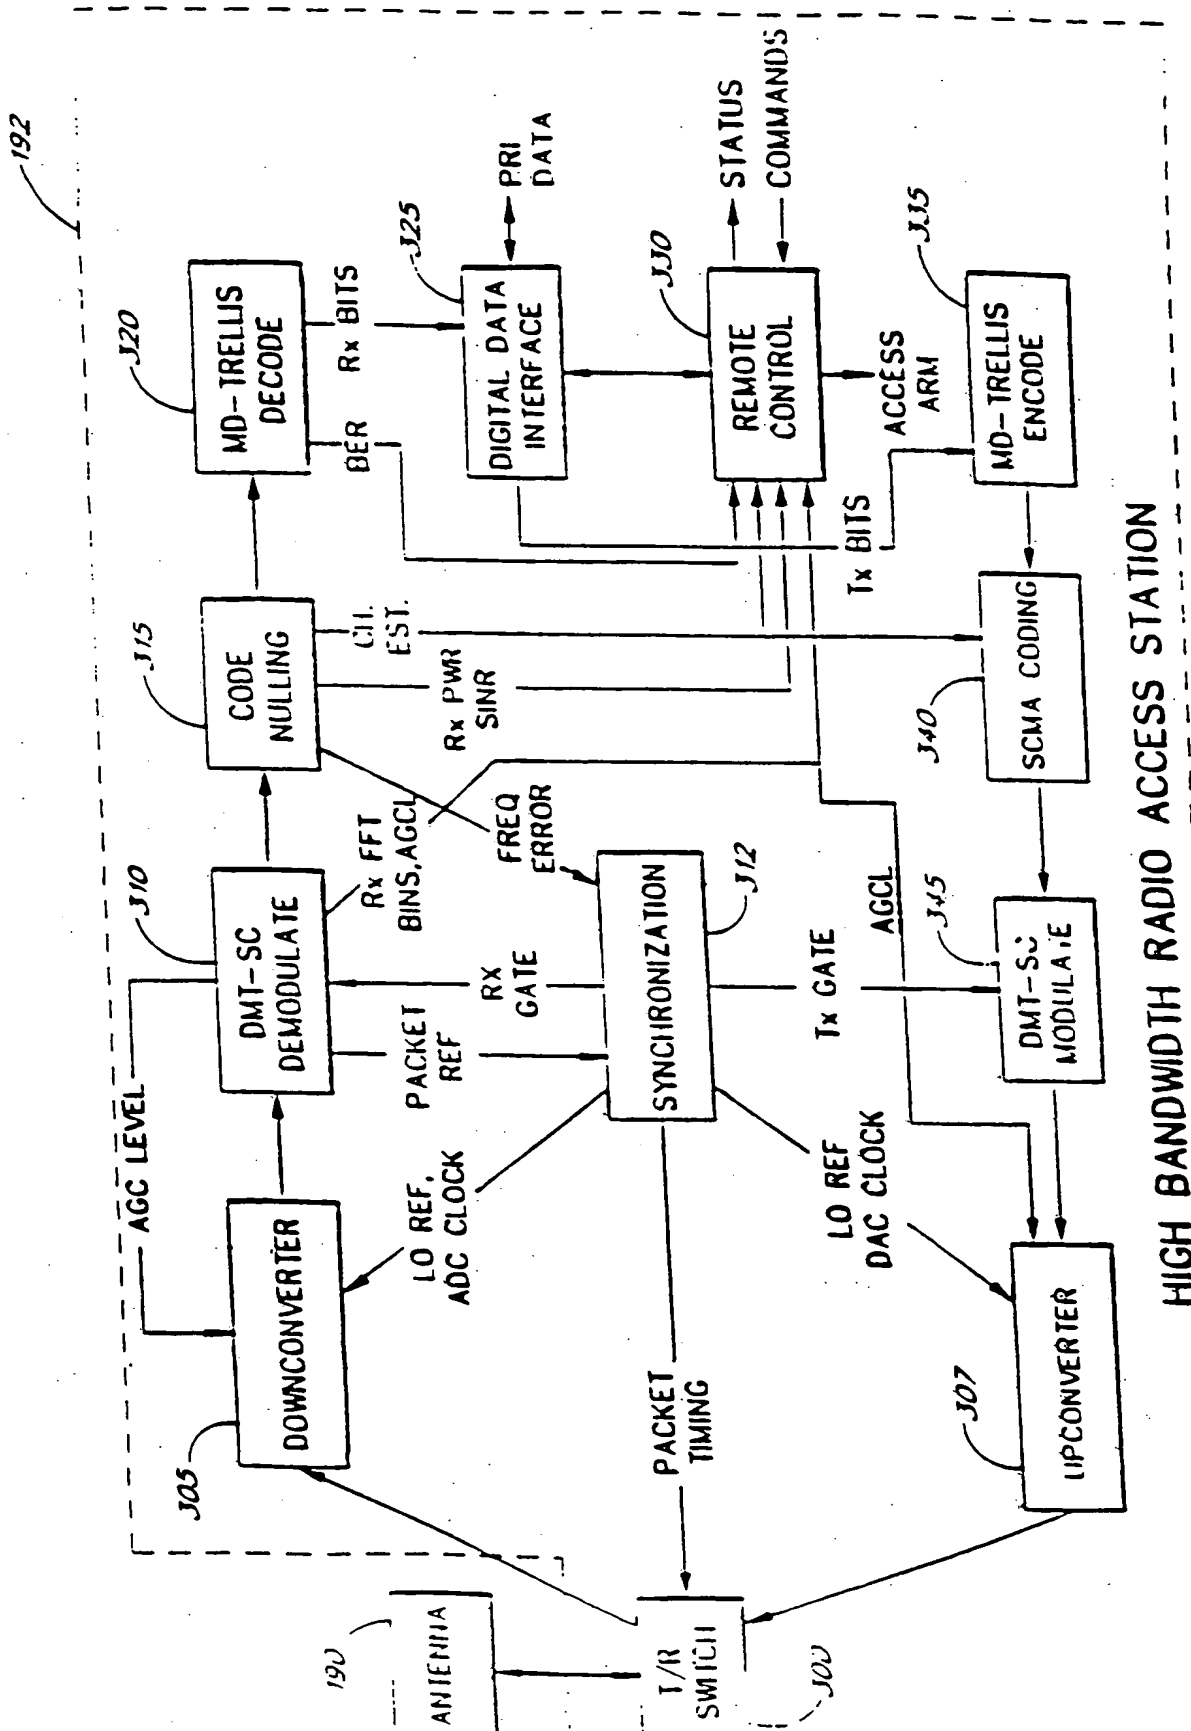 192
190
ANTENNA
T/R
SWITCH
300
305
DOWNCONVERTER
AGC LEVEL
310
DMT-SC
DEMODULATE
315
CODE
NULLING
320
MD-TRELLIS
DECODE
LO REF,
ADC CLOCK
PACKET
REF
RX
GATE
Rx FFT
BINS, AGCL
FREQ
ERROR
Rx PWR
SINR
CH.
EST.
BER
Rx BITS
325
DIGITAL DATA
INTERFACE
PRI
DATA
PACKET
TIMING
SYNCHRONIZATION
312
330
REMOTE
CONTROL
STATUS
COMMANDS
ACCESS
ARM
LO REF
DAC CLOCK
Tx GATE
AGCL
Tx BITS
307
UPCONVERTER
345
DMT-SC
MODULATE
340
SCMA CODING
335
MD-TRELLIS
ENCODE
HIGH BANDWIDTH RADIO ACCESS STATION